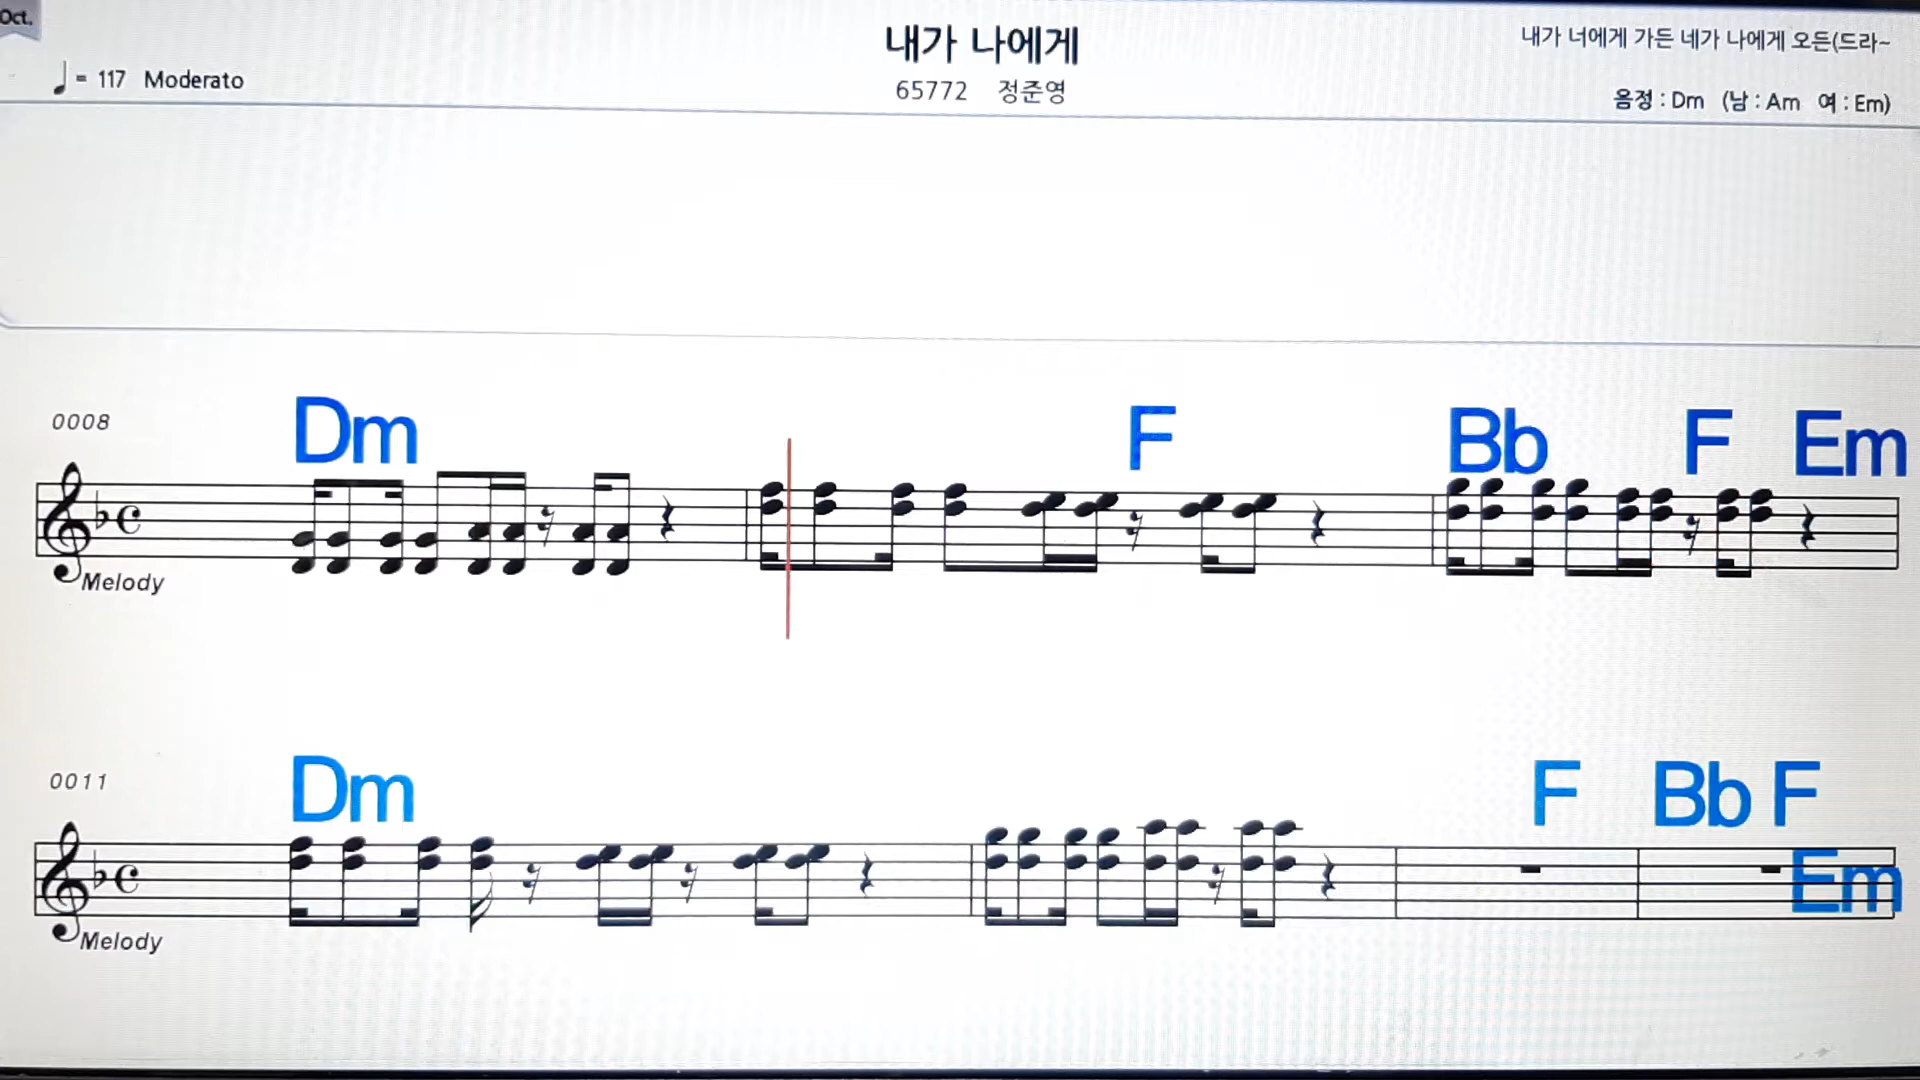 Oct.
내가 나에게
내가 너에게 가든 네가 나에게 오든(드라~
= 117 Moderato
65772 정준영
음정 : Dm (남 : Am 여 : Em)
0008
Dm F Bb F Em
Melody
0011
Dm F Bb F
Em
Melody